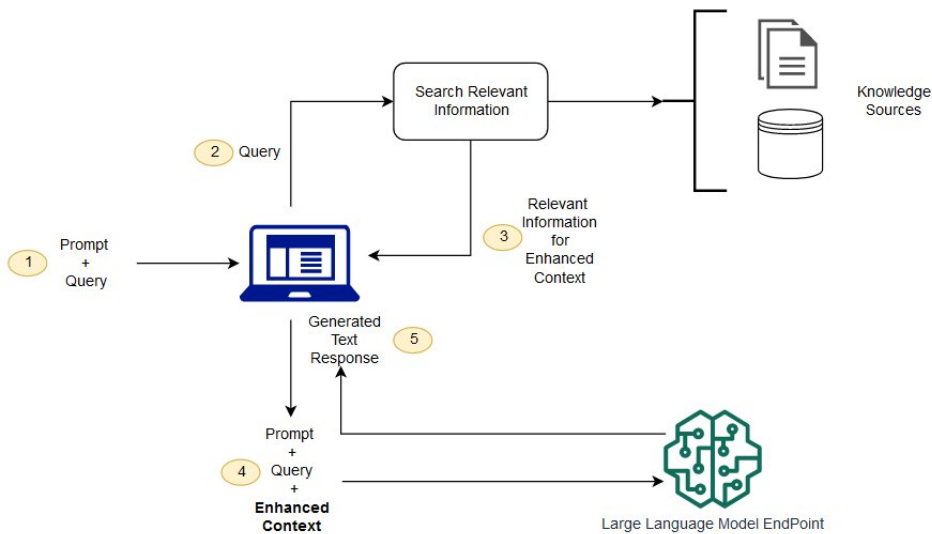 Search Relevant
Information
Knowledge
Sources
2
Query
Relevant
Information
for
Enhanced
Context
3
1
Prompt
+
Query
Generated
Text
Response
5
Prompt
+
Query
+
Enhanced
Context
4
Large Language Model EndPoint